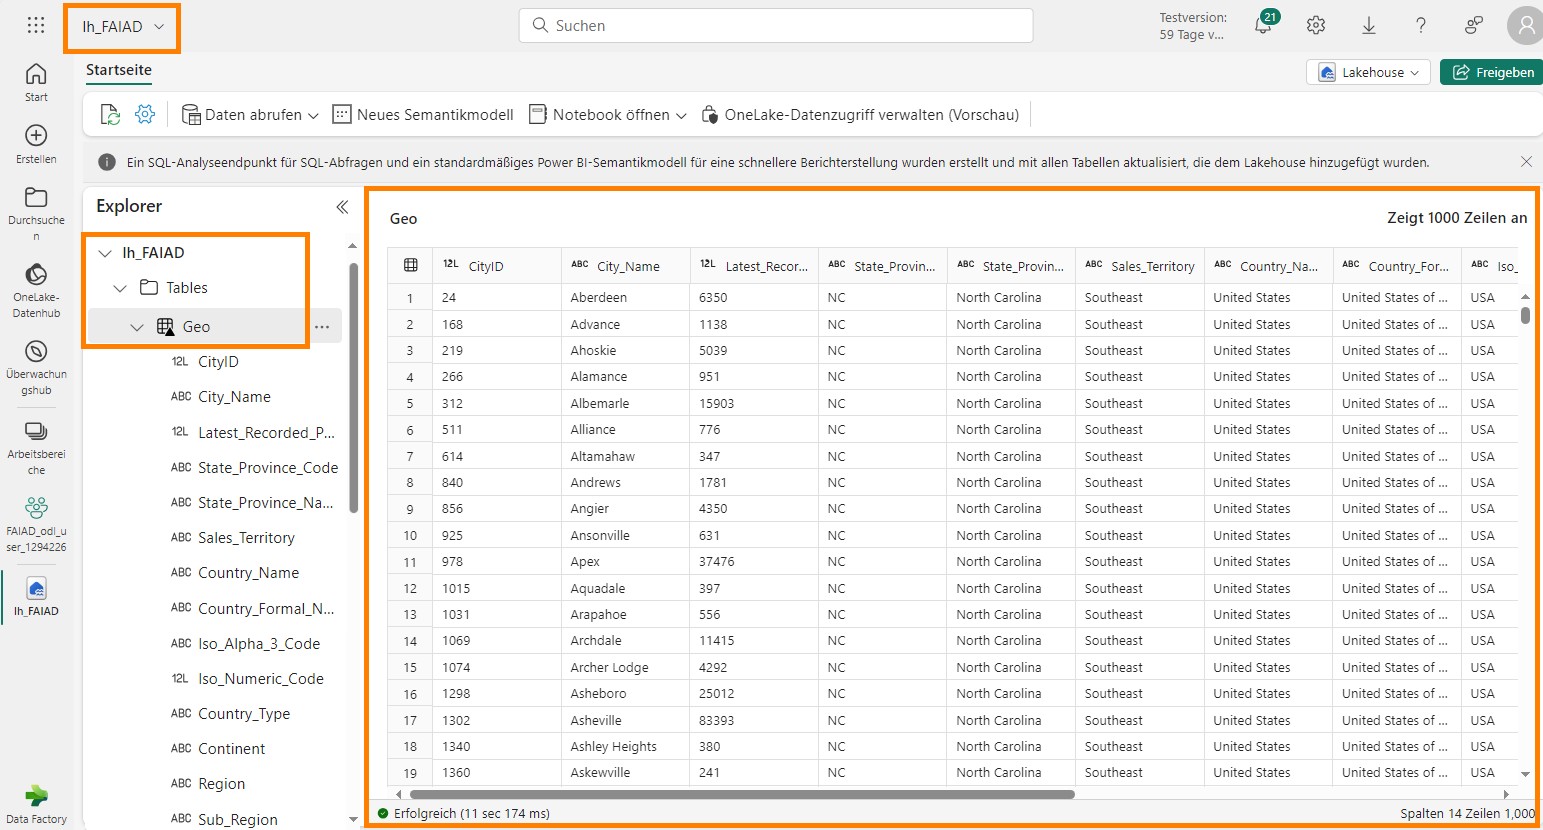 lh_FAIAD
Suchen
Testversion:
59 Tage v...
21
Startseite
Lakehouse
Freigeben
Daten abrufen
Neues Semantikmodell
Notebook öffnen
OneLake-Datenzugriff verwalten (Vorschau)
Ein SQL-Analyseendpunkt für SQL-Abfragen und ein standardmäßiges Power BI-Semantikmodell für eine schnellere Berichterstellung wurden erstellt und mit allen Tabellen aktualisiert, die dem Lakehouse hinzugefügt wurden.
Start
Erstellen
Durchsuche
n
OneLake-
Datenhub
Überwachun
gshub
Arbeitsberei
che
FAIAD_odl_u
ser_1294226
lh_FAIAD
Data Factory
Explorer
lh_FAIAD
Tables
Geo
12L CityID
ABC City_Name
12L Latest_Recorded_P...
ABC State_Province_Code
ABC State_Province_Na...
ABC Sales_Territory
ABC Country_Name
ABC Country_Formal_N...
ABC Iso_Alpha_3_Code
12L Iso_Numeric_Code
ABC Country_Type
ABC Continent
ABC Region
ABC Sub_Region
Geo
Zeigt 1000 Zeilen an
12L CityID ABC City_Name 12L Latest_Recor... ABC State_Provin... ABC State_Provin... ABC Sales_Territory ABC Country_Na... ABC Country_For... ABC Iso_
1 24 Aberdeen 6350 NC North Carolina Southeast United States United States of ... USA
2 168 Advance 1138 NC North Carolina Southeast United States United States of ... USA
3 219 Ahoskie 5039 NC North Carolina Southeast United States United States of ... USA
4 266 Alamance 951 NC North Carolina Southeast United States United States of ... USA
5 312 Albemarle 15903 NC North Carolina Southeast United States United States of ... USA
6 511 Alliance 776 NC North Carolina Southeast United States United States of ... USA
7 614 Altamahaw 347 NC North Carolina Southeast United States United States of ... USA
8 840 Andrews 1781 NC North Carolina Southeast United States United States of ... USA
9 856 Angier 4350 NC North Carolina Southeast United States United States of ... USA
10 925 Ansonville 631 NC North Carolina Southeast United States United States of ... USA
11 978 Apex 37476 NC North Carolina Southeast United States United States of ... USA
12 1015 Aquadale 397 NC North Carolina Southeast United States United States of ... USA
13 1031 Arapahoe 556 NC North Carolina Southeast United States United States of ... USA
14 1069 Archdale 11415 NC North Carolina Southeast United States United States of ... USA
15 1074 Archer Lodge 4292 NC North Carolina Southeast United States United States of ... USA
16 1298 Asheboro 25012 NC North Carolina Southeast United States United States of ... USA
17 1302 Asheville 83393 NC North Carolina Southeast United States United States of ... USA
18 1340 Ashley Heights 380 NC North Carolina Southeast United States United States of ... USA
19 1360 Askewville 241 NC North Carolina Southeast United States United States of ... USA
Erfolgreich (11 sec 174 ms)
Spalten 14 Zeilen 1,000